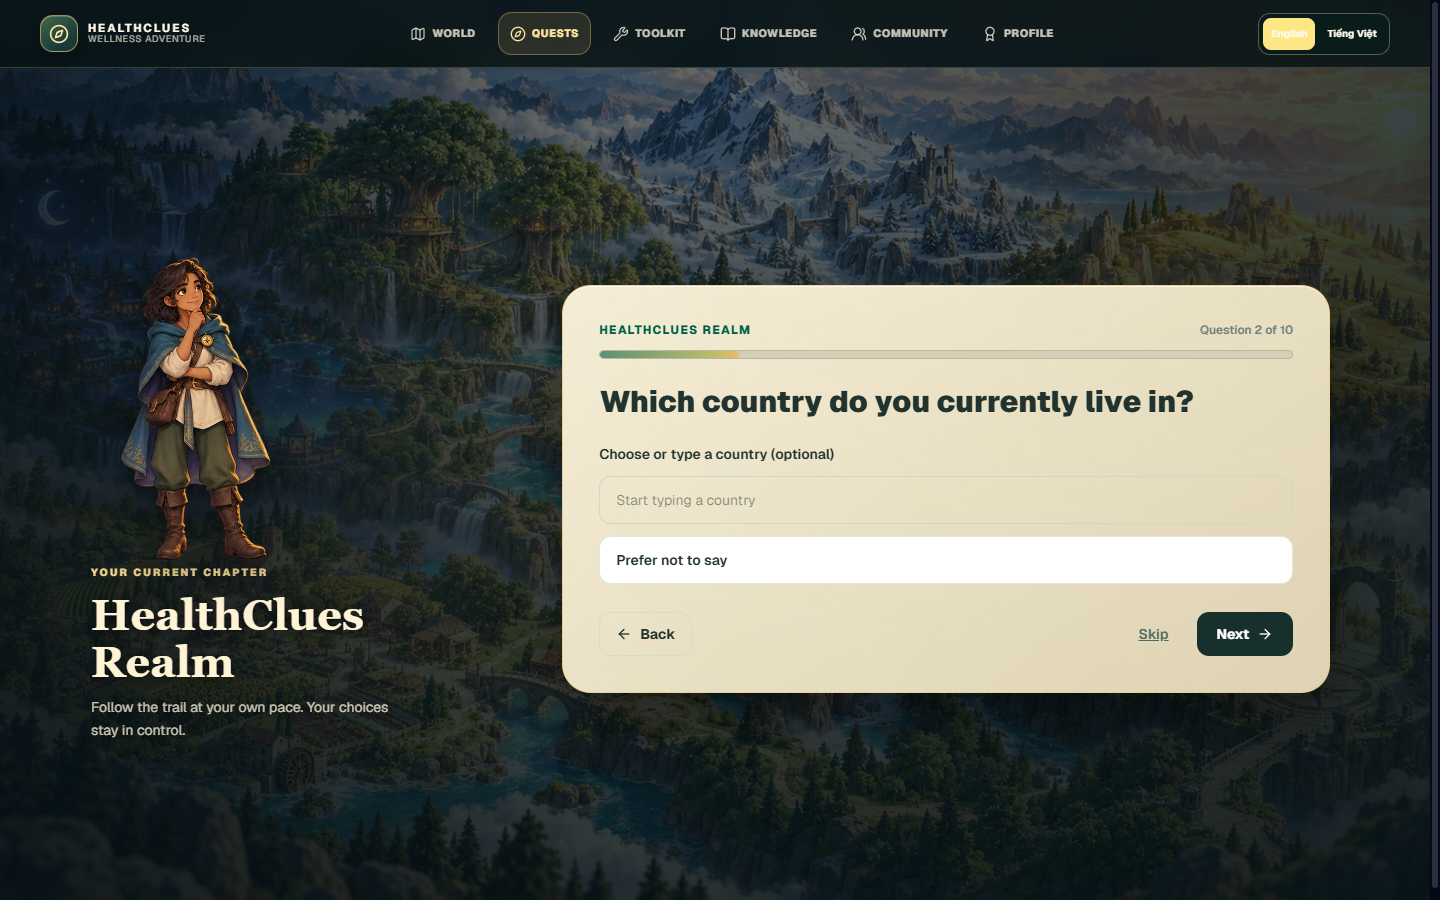 HEALTHCLUES
WELLNESS ADVENTURE
WORLD
QUESTS
TOOLKIT
KNOWLEDGE
COMMUNITY
PROFILE
English
Tiếng Việt
YOUR CURRENT CHAPTER
HealthClues
Realm
Follow the trail at your own pace. Your choices
stay in control.
HEALTHCLUES REALM
Question 2 of 10
Which country do you currently live in?
Choose or type a country (optional)
Start typing a country
Prefer not to say
Back
Skip
Next